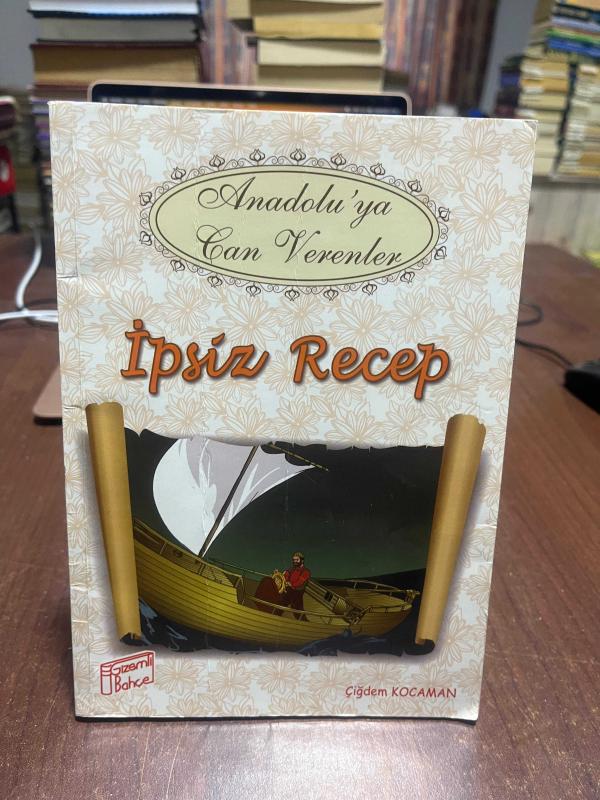 Anadolu'ya
Can Verenler
İpsiz Recep
Gizemli
Bahçe
Çiğdem KOCAMAN